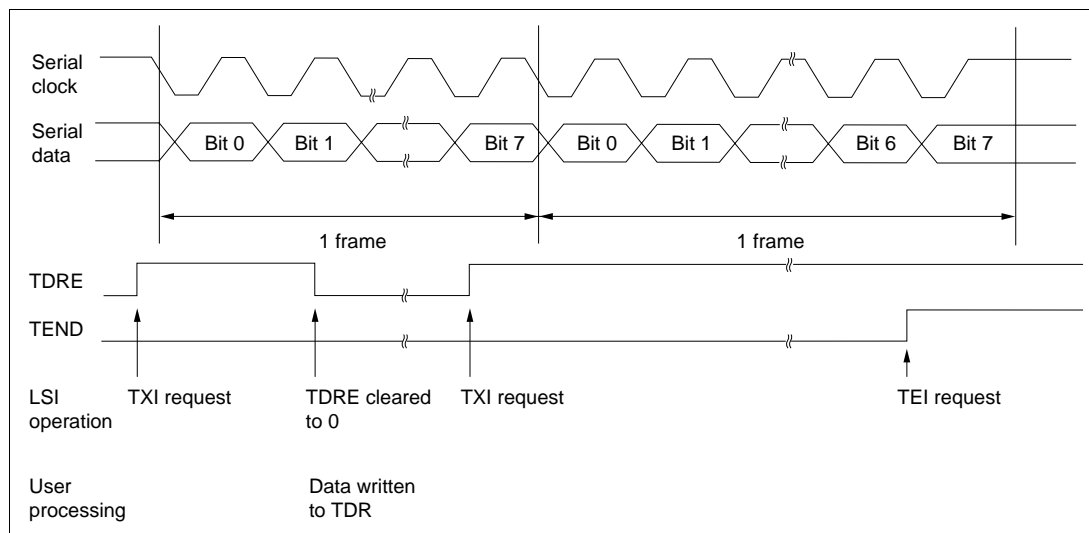 Serial
clock
Serial
data
Bit 0
Bit 1
Bit 7
Bit 0
Bit 1
Bit 6
Bit 7
1 frame
1 frame
TDRE
TEND
LSI
operation
TXI request
TDRE cleared
to 0
TXI request
TEI request
User
processing
Data written
to TDR